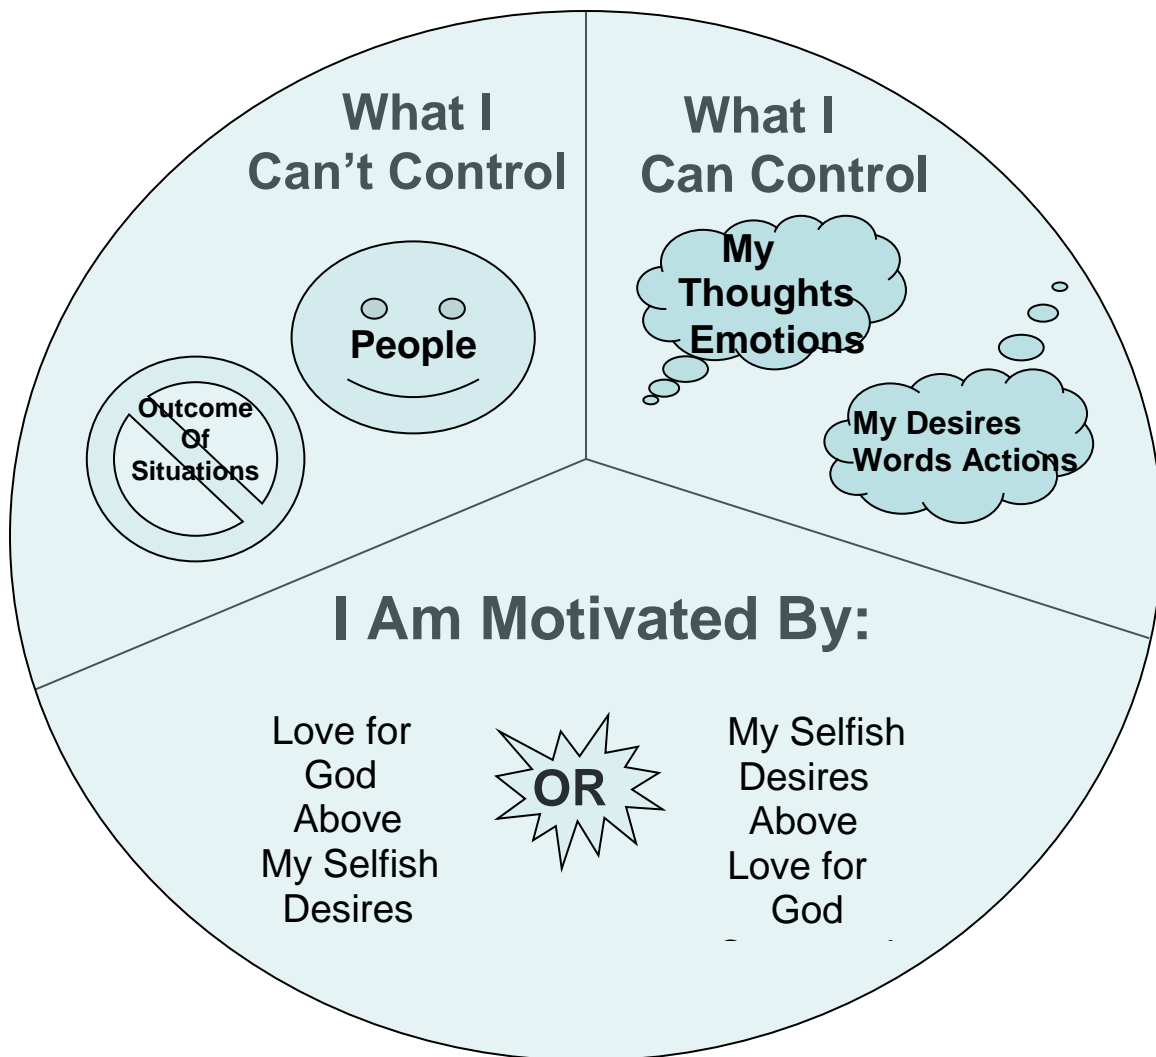 What I
Can't Control
People
Outcome
Of
Situations
What I
Can Control
My
Thoughts
Emotions
My Desires
Words Actions
I Am Motivated By:
Love for
God
Above
My Selfish
Desires
OR
My Selfish
Desires
Above
Love for
God